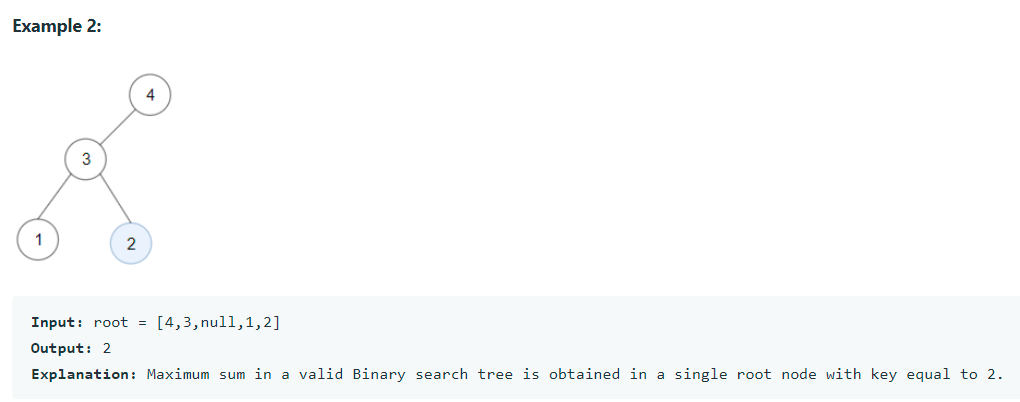 Example 2:
4
3
1
2
Input: root = [4,3,null,1,2]
Output: 2
Explanation: Maximum sum in a valid Binary search tree is obtained in a single root node with key equal to 2.